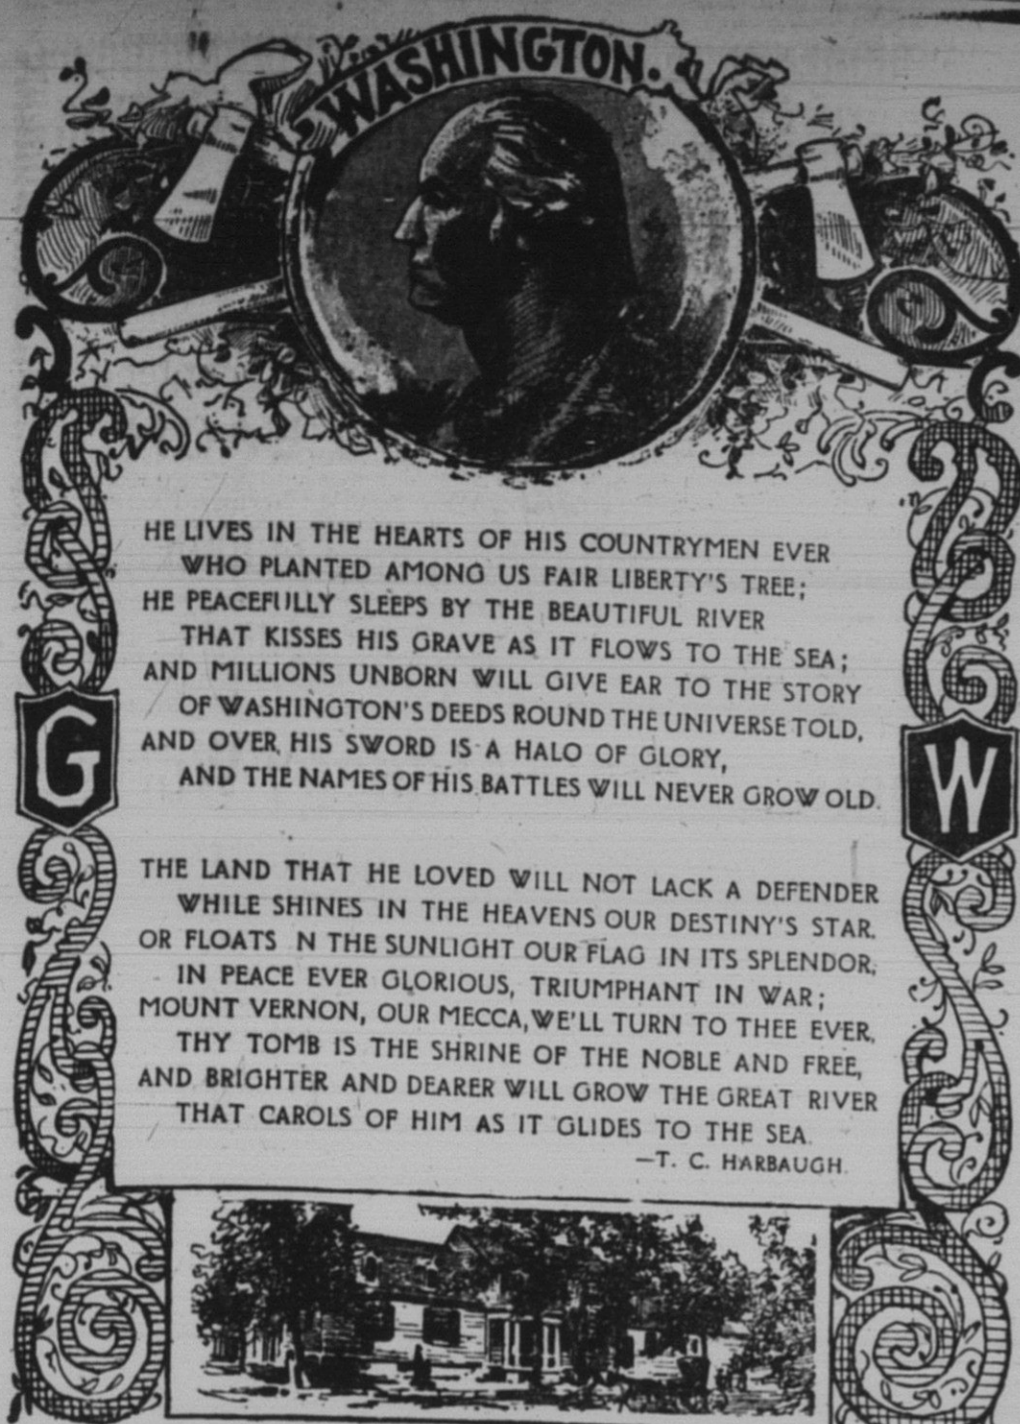 WASHINGTON.
HE LIVES IN THE HEARTS OF HIS COUNTRYMEN EVER
WHO PLANTED AMONG US FAIR LIBERTY'S TREE;
HE PEACEFULLY SLEEPS BY THE BEAUTIFUL RIVER
THAT KISSES HIS GRAVE AS IT FLOWS TO THE SEA;
AND MILLIONS UNBORN WILL GIVE EAR TO THE STORY
OF WASHINGTON'S DEEDS ROUND THE UNIVERSE TOLD,
AND OVER HIS SWORD IS A HALO OF GLORY,
AND THE NAMES OF HIS BATTLES WILL NEVER GROW OLD.
G
W
THE LAND THAT HE LOVED WILL NOT LACK A DEFENDER
WHILE SHINES IN THE HEAVENS OUR DESTINY'S STAR.
OR FLOATS N THE SUNLIGHT OUR FLAG IN ITS SPLENDOR,
IN PEACE EVER GLORIOUS, TRIUMPHANT IN WAR;
MOUNT VERNON, OUR MECCA, WE'LL TURN TO THEE EVER,
THY TOMB IS THE SHRINE OF THE NOBLE AND FREE,
AND BRIGHTER AND DEARER WILL GROW THE GREAT RIVER
THAT CAROLS OF HIM AS IT GLIDES TO THE SEA.
—T. C. HARBAUGH.